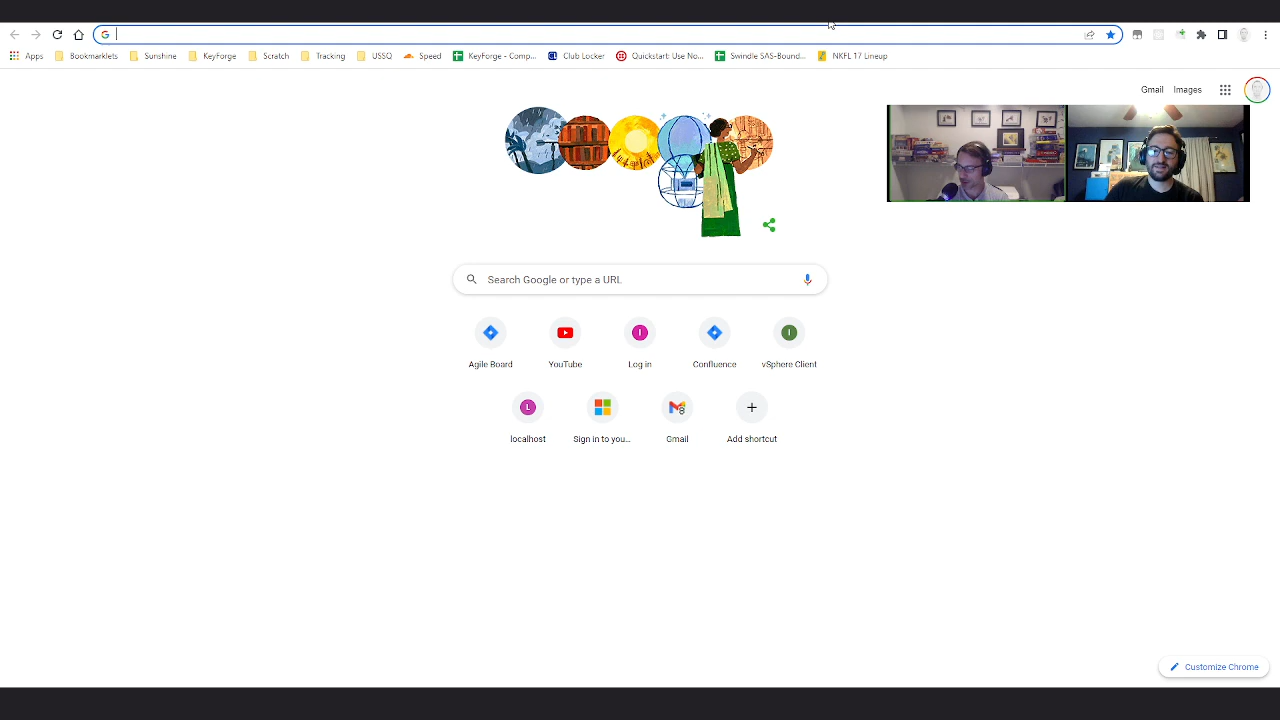 Apps Bookmarklets Sunshine KeyForge Scratch Tracking USSQ Speed KeyForge - Comp... Club Locker Quickstart: Use No... Swindle SAS-Bound... NKFL 17 Lineup
Gmail Images
Search Google or type a URL
I I
Agile Board YouTube Log in Confluence vSphere Client
L 
localhost Sign in to you... Gmail Add shortcut
Customize Chrome